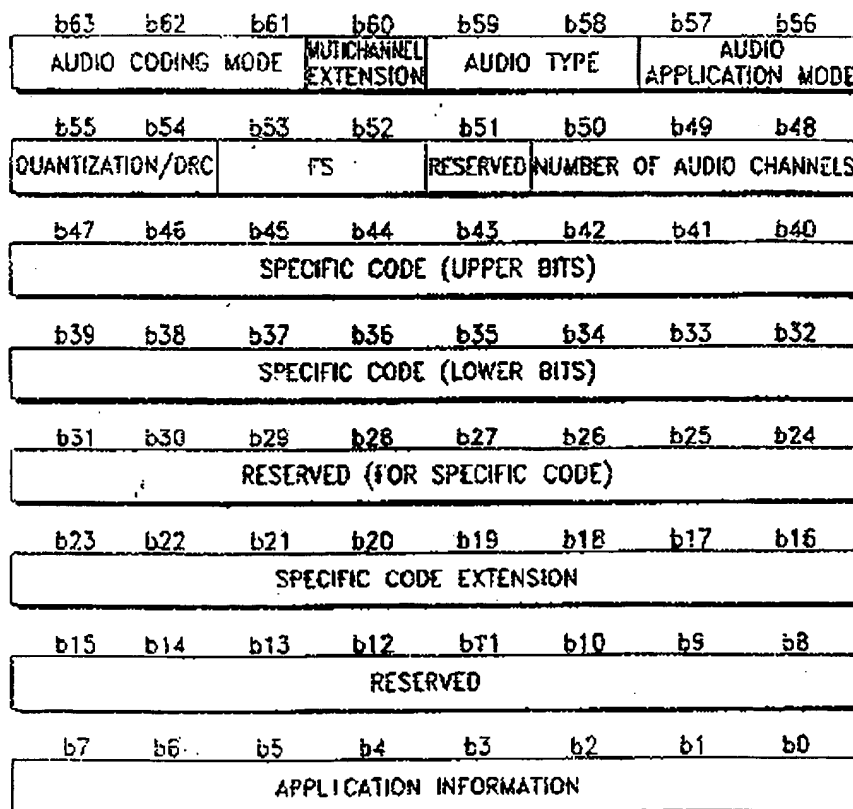 b63 b62 b61 b60 b59 b58 b57 b56
AUDIO CODING MODE MUTICHANNEL EXTENSION AUDIO TYPE AUDIO APPLICATION MODE
b55 b54 b53 b52 b51 b50 b49 b48
QUANTIZATION/DRC FS RESERVED NUMBER OF AUDIO CHANNELS
b47 b46 b45 b44 b43 b42 b41 b40
SPECIFIC CODE (UPPER BITS)
b39 b38 b37 b36 b35 b34 b33 b32
SPECIFIC CODE (LOWER BITS)
b31 b30 b29 b28 b27 b26 b25 b24
RESERVED (FOR SPECIFIC CODE)
b23 b22 b21 b20 b19 b18 b17 b16
SPECIFIC CODE EXTENSION
b15 b14 b13 b12 b11 b10 b9 b8
RESERVED
b7 b6 b5 b4 b3 b2 b1 b0
APPLICATION INFORMATION